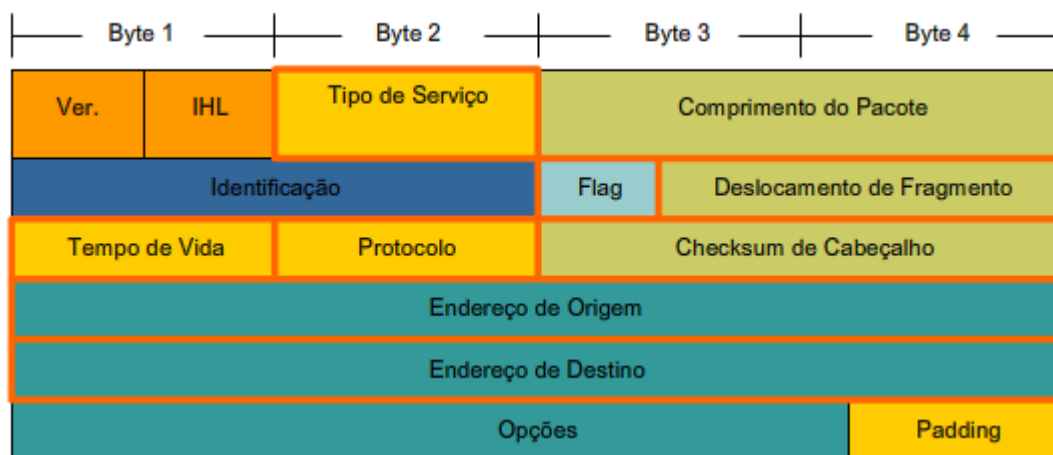 Byte 1 Byte 2 Byte 3 Byte 4
Ver. IHL Tipo de Serviço Comprimento do Pacote
Identificação Flag Deslocamento de Fragmento
Tempo de Vida Protocolo Checksum de Cabeçalho
Endereço de Origem
Endereço de Destino
Opções Padding